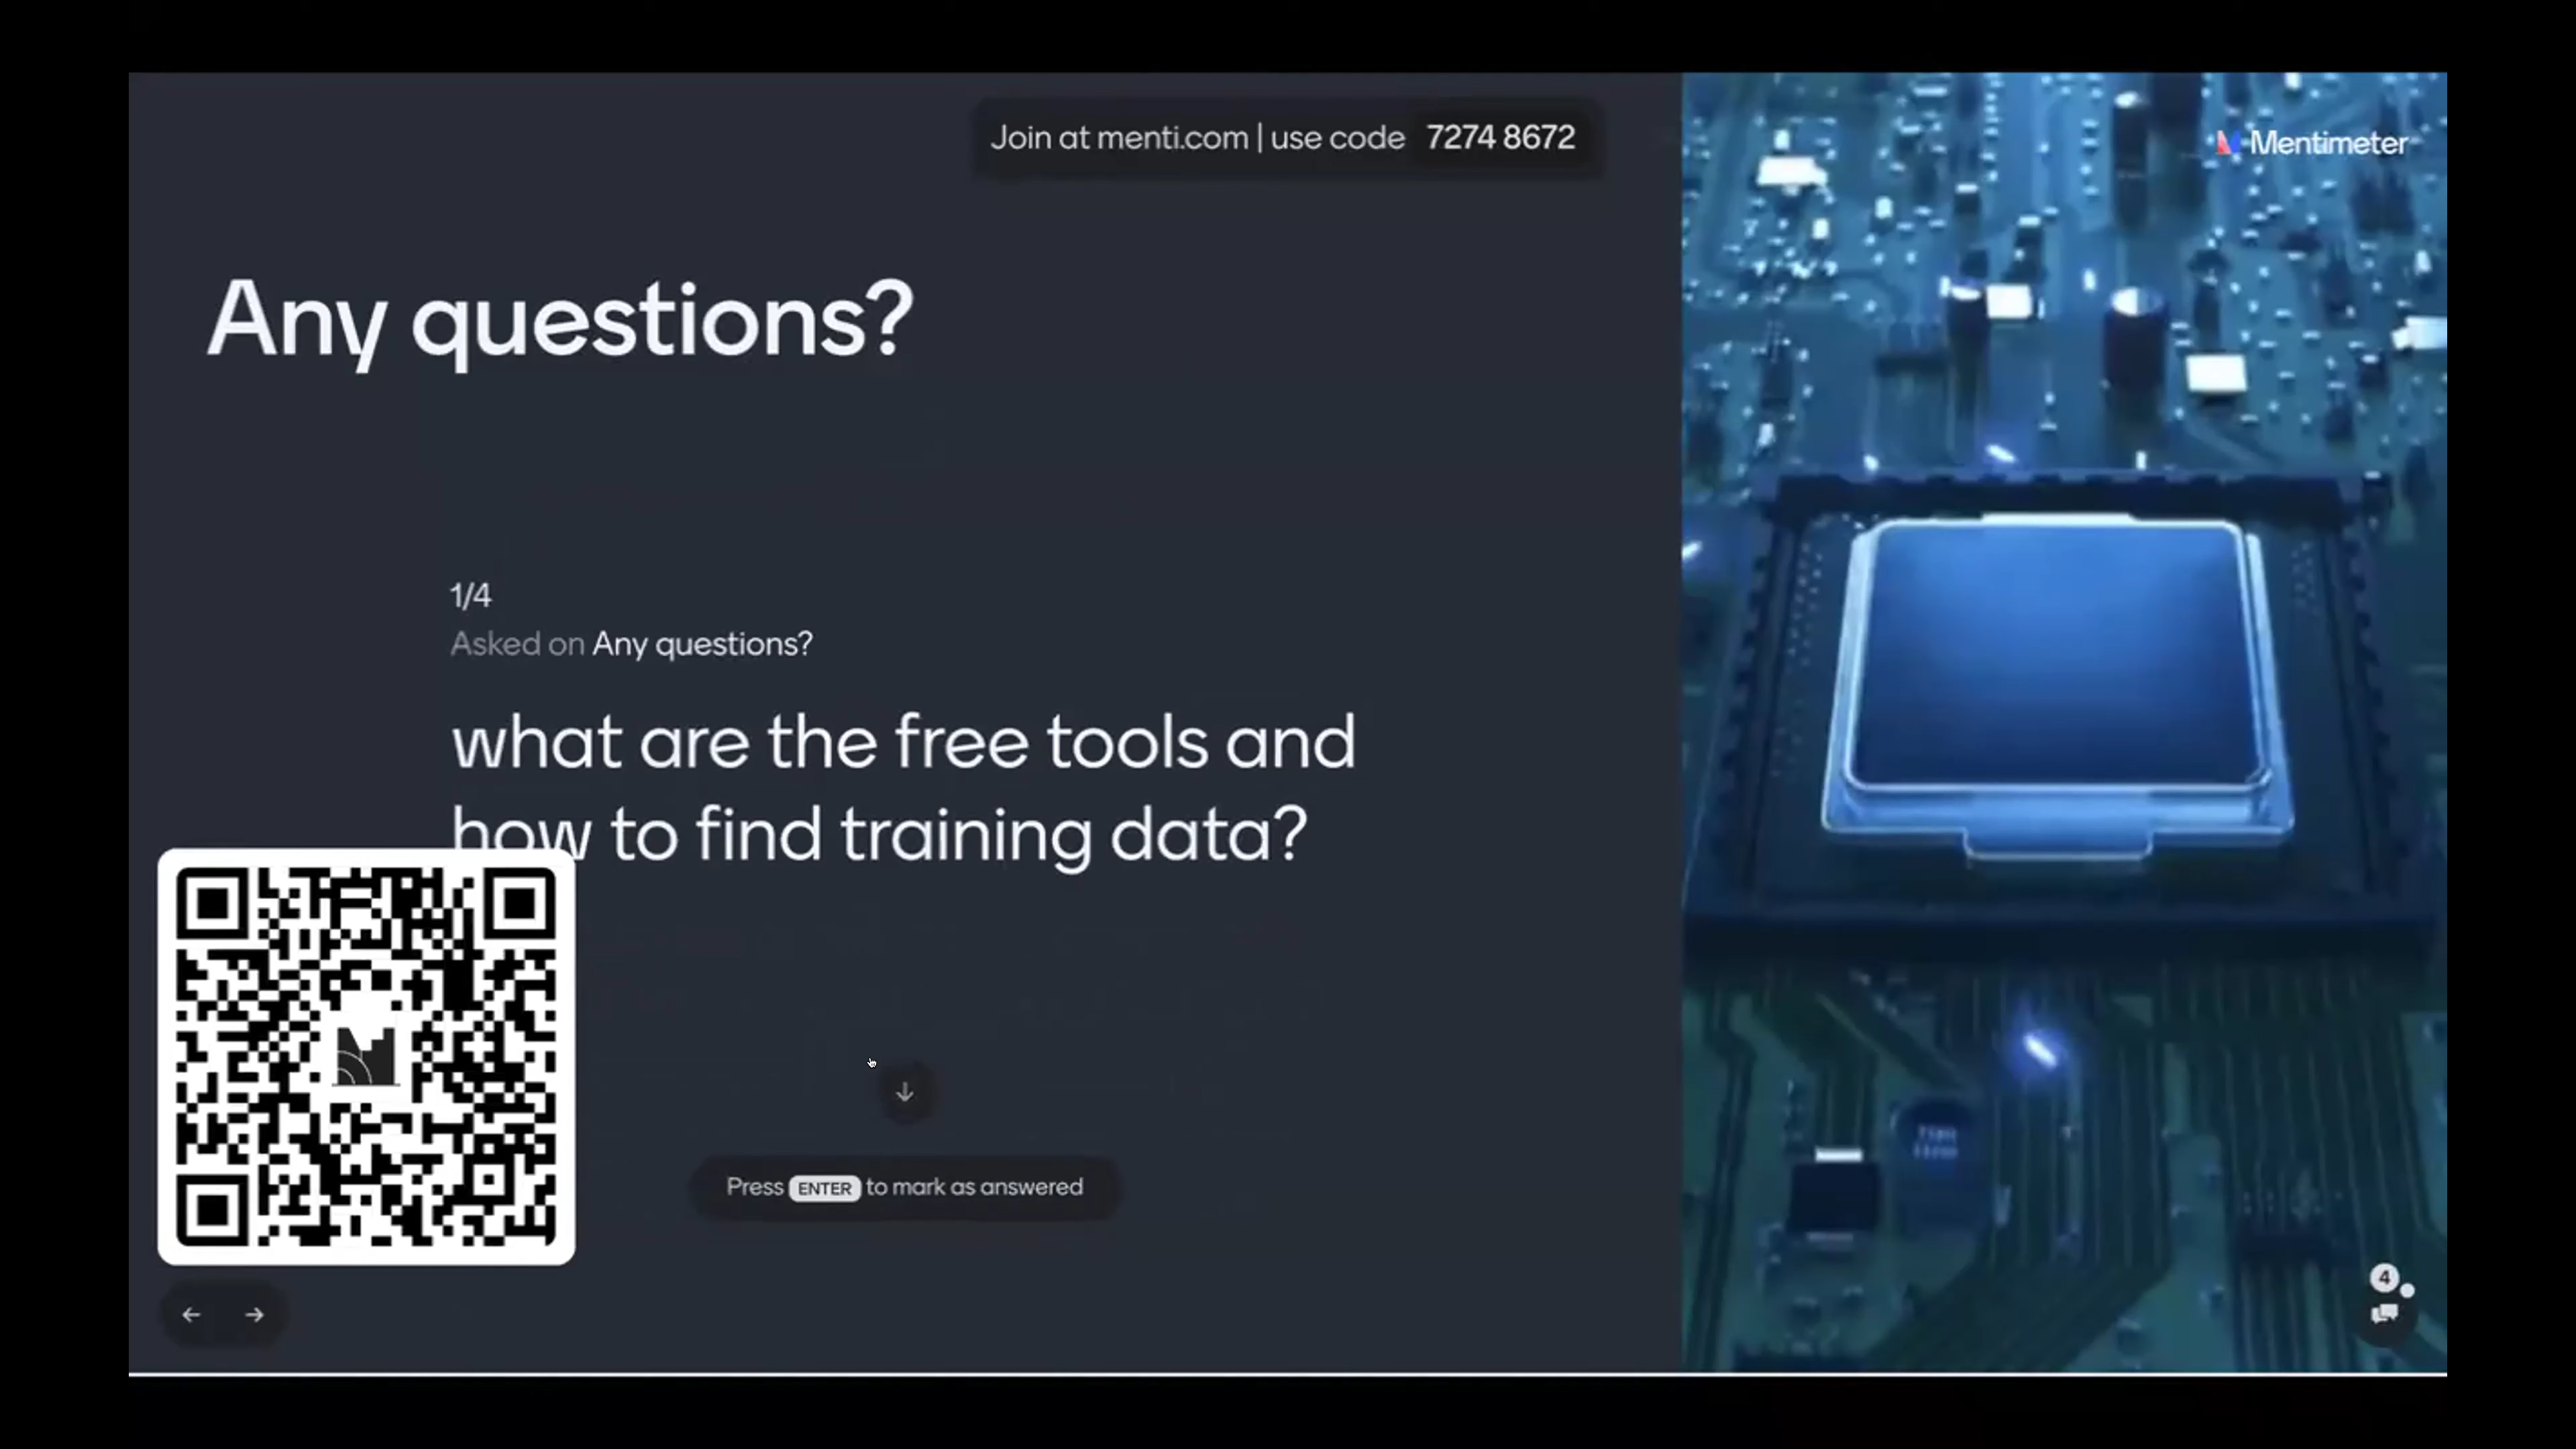 Join at menti.com | use code 7274 8672
Mentimeter
Any questions?
1/4
Asked on Any questions?
what are the free tools and
how to find training data?
Press ENTER to mark as answered
4